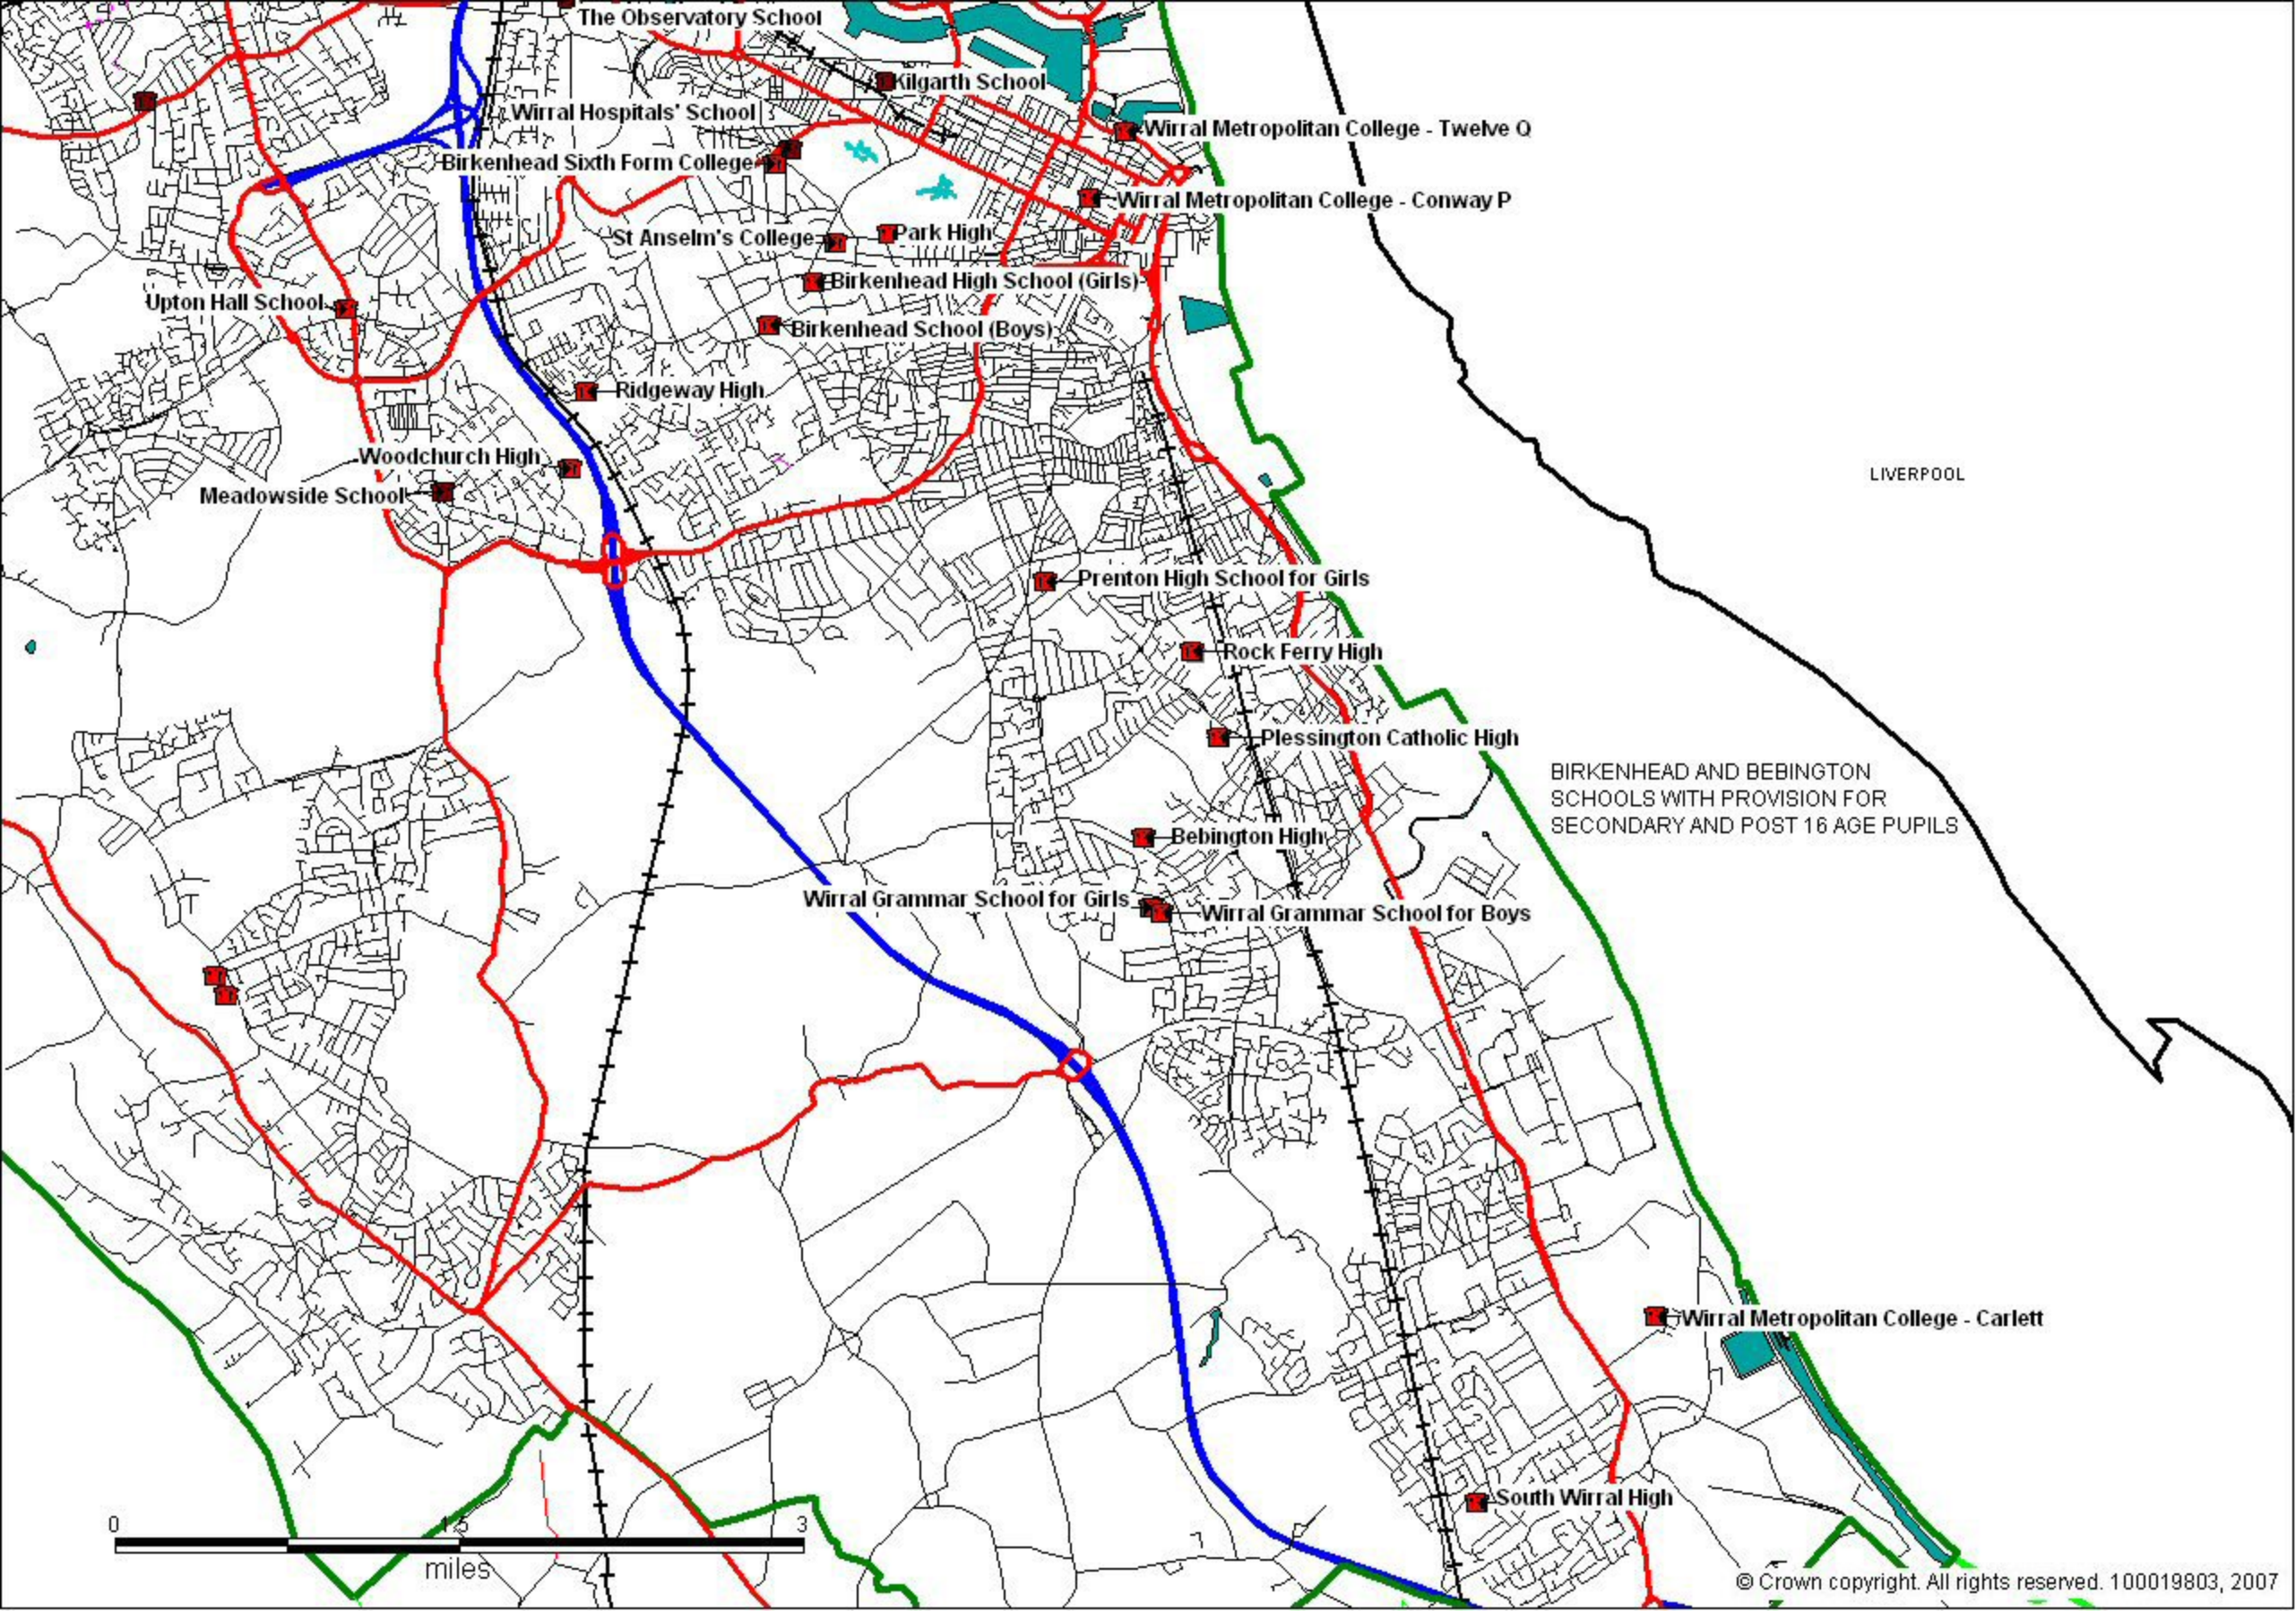 The Observatory School
Kilgarth School
Wirral Hospitals' School
Wirral Metropolitan College - Twelve Q
Birkenhead Sixth Form College
Wirral Metropolitan College - Conway P
St Anselm's College
Park High
Birkenhead High School (Girls)
Upton Hall School
Birkenhead School (Boys)
Ridgeway High
Woodchurch High
LIVERPOOL
Meadowside School
Prenton High School for Girls
Rock Ferry High
Plessington Catholic High
BIRKENHEAD AND BEBINGTON
SCHOOLS WITH PROVISION FOR
SECONDARY AND POST 16 AGE PUPILS
Bebington High
Wirral Grammar School for Girls
Wirral Grammar School for Boys
Wirral Metropolitan College - Carlett
South Wirral High
0 1.5 3
miles
© Crown copyright. All rights reserved. 100019803, 2007